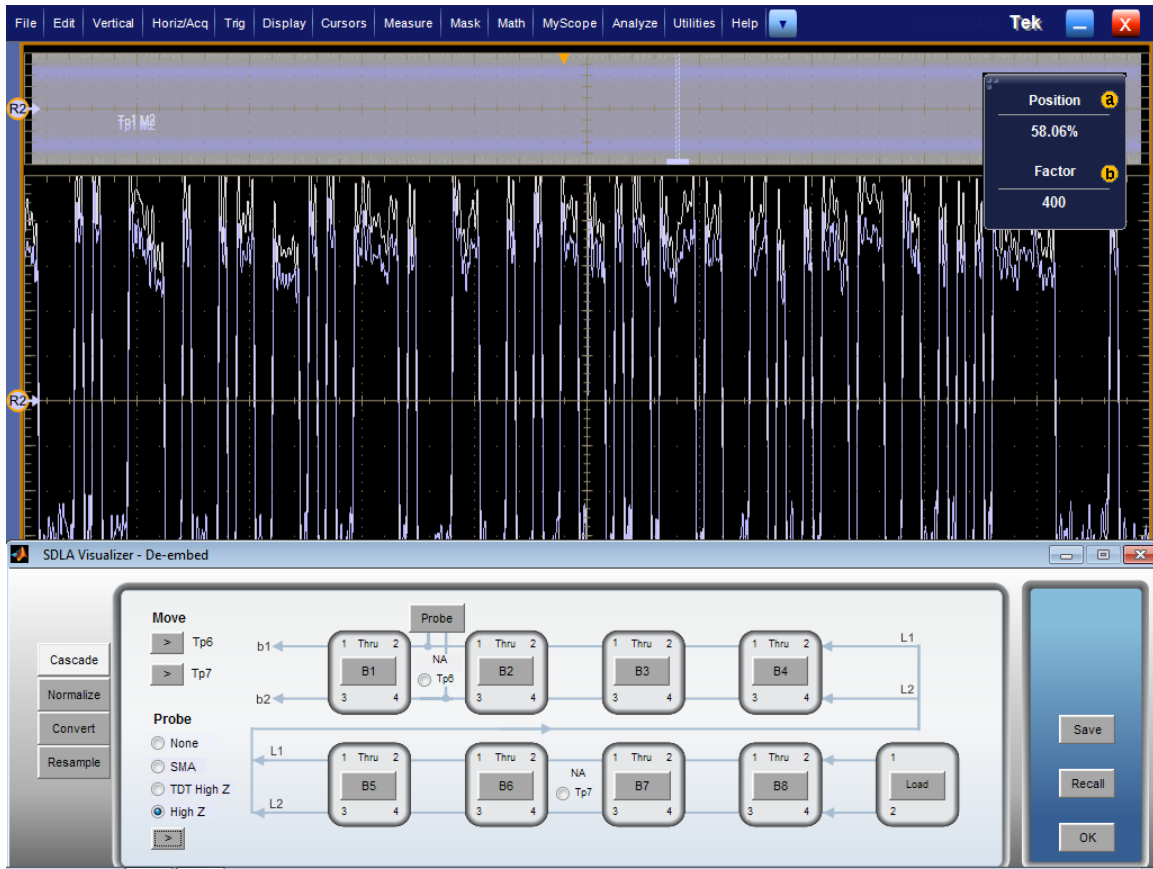 File Edit Vertical Horiz/Acq Trig Display Cursors Measure Mask Math MyScope Analyze Utilities Help Tek X
Position a
58.06%
Factor b
400
R2
R2
SDLA Visualizer - De-embed
Cascade
Normalize
Convert
Resample
Move
> Tp6
> Tp7
Probe
None
SMA
TDT High Z
High Z
>
Probe
b1
b2
1 Thru 2
B1
3 4
NA
Tp6
1 Thru 2
B2
3 4
1 Thru 2
B3
3 4
1 Thru 2
B4
3 4
L1
L2
L1
L2
1 Thru 2
B5
3 4
1 Thru 2
B6
3 4
NA
Tp7
1 Thru 2
B7
3 4
1 Thru 2
B8
3 4
1
Load
2
Save
Recall
OK